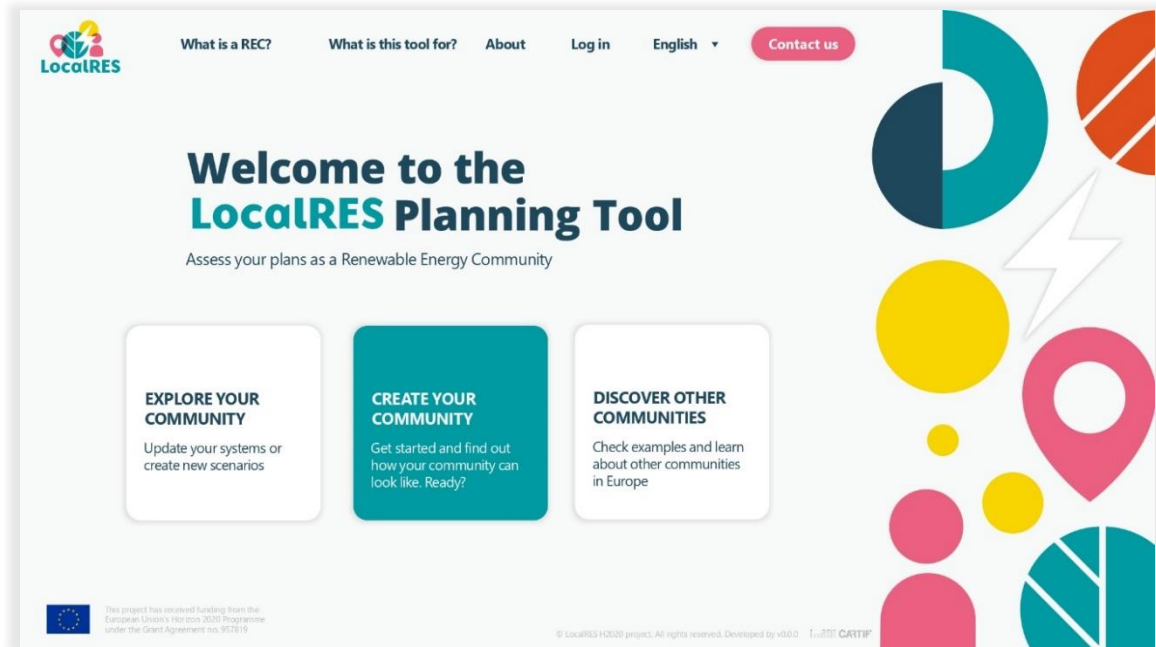 LocalRES
What is a REC?
What is this tool for?
About
Log in
English
Contact us
Welcome to the
LocalRES Planning Tool
Assess your plans as a Renewable Energy Community
EXPLORE YOUR
COMMUNITY
Update your systems or
create new scenarios
CREATE YOUR
COMMUNITY
Get started and find out
how your community can
look like. Ready?
DISCOVER OTHER
COMMUNITIES
Check examples and learn
about other communities
in Europe
This project has received funding from the
European Union's Horizon 2020 Programme
under the Grant Agreement no. 957819
© LocalRES H2020 project. All rights reserved. Developed by v0.0.0
CARTIF